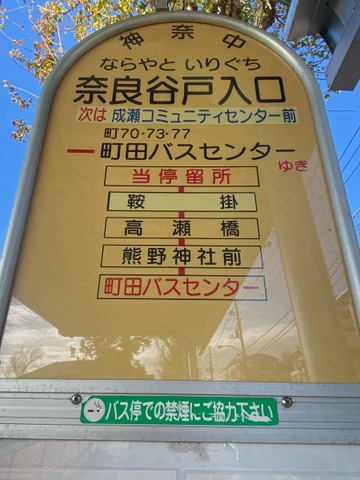 神奈中
ならやと いりぐち
奈良谷戸入口
次は 成瀬コミュニティセンター前
町70・73・77
町田バスセンター
ゆき
当停留所
鞍掛
高瀬橋
熊野神社前
町田バスセンター
バス停での禁煙にご協力下さい